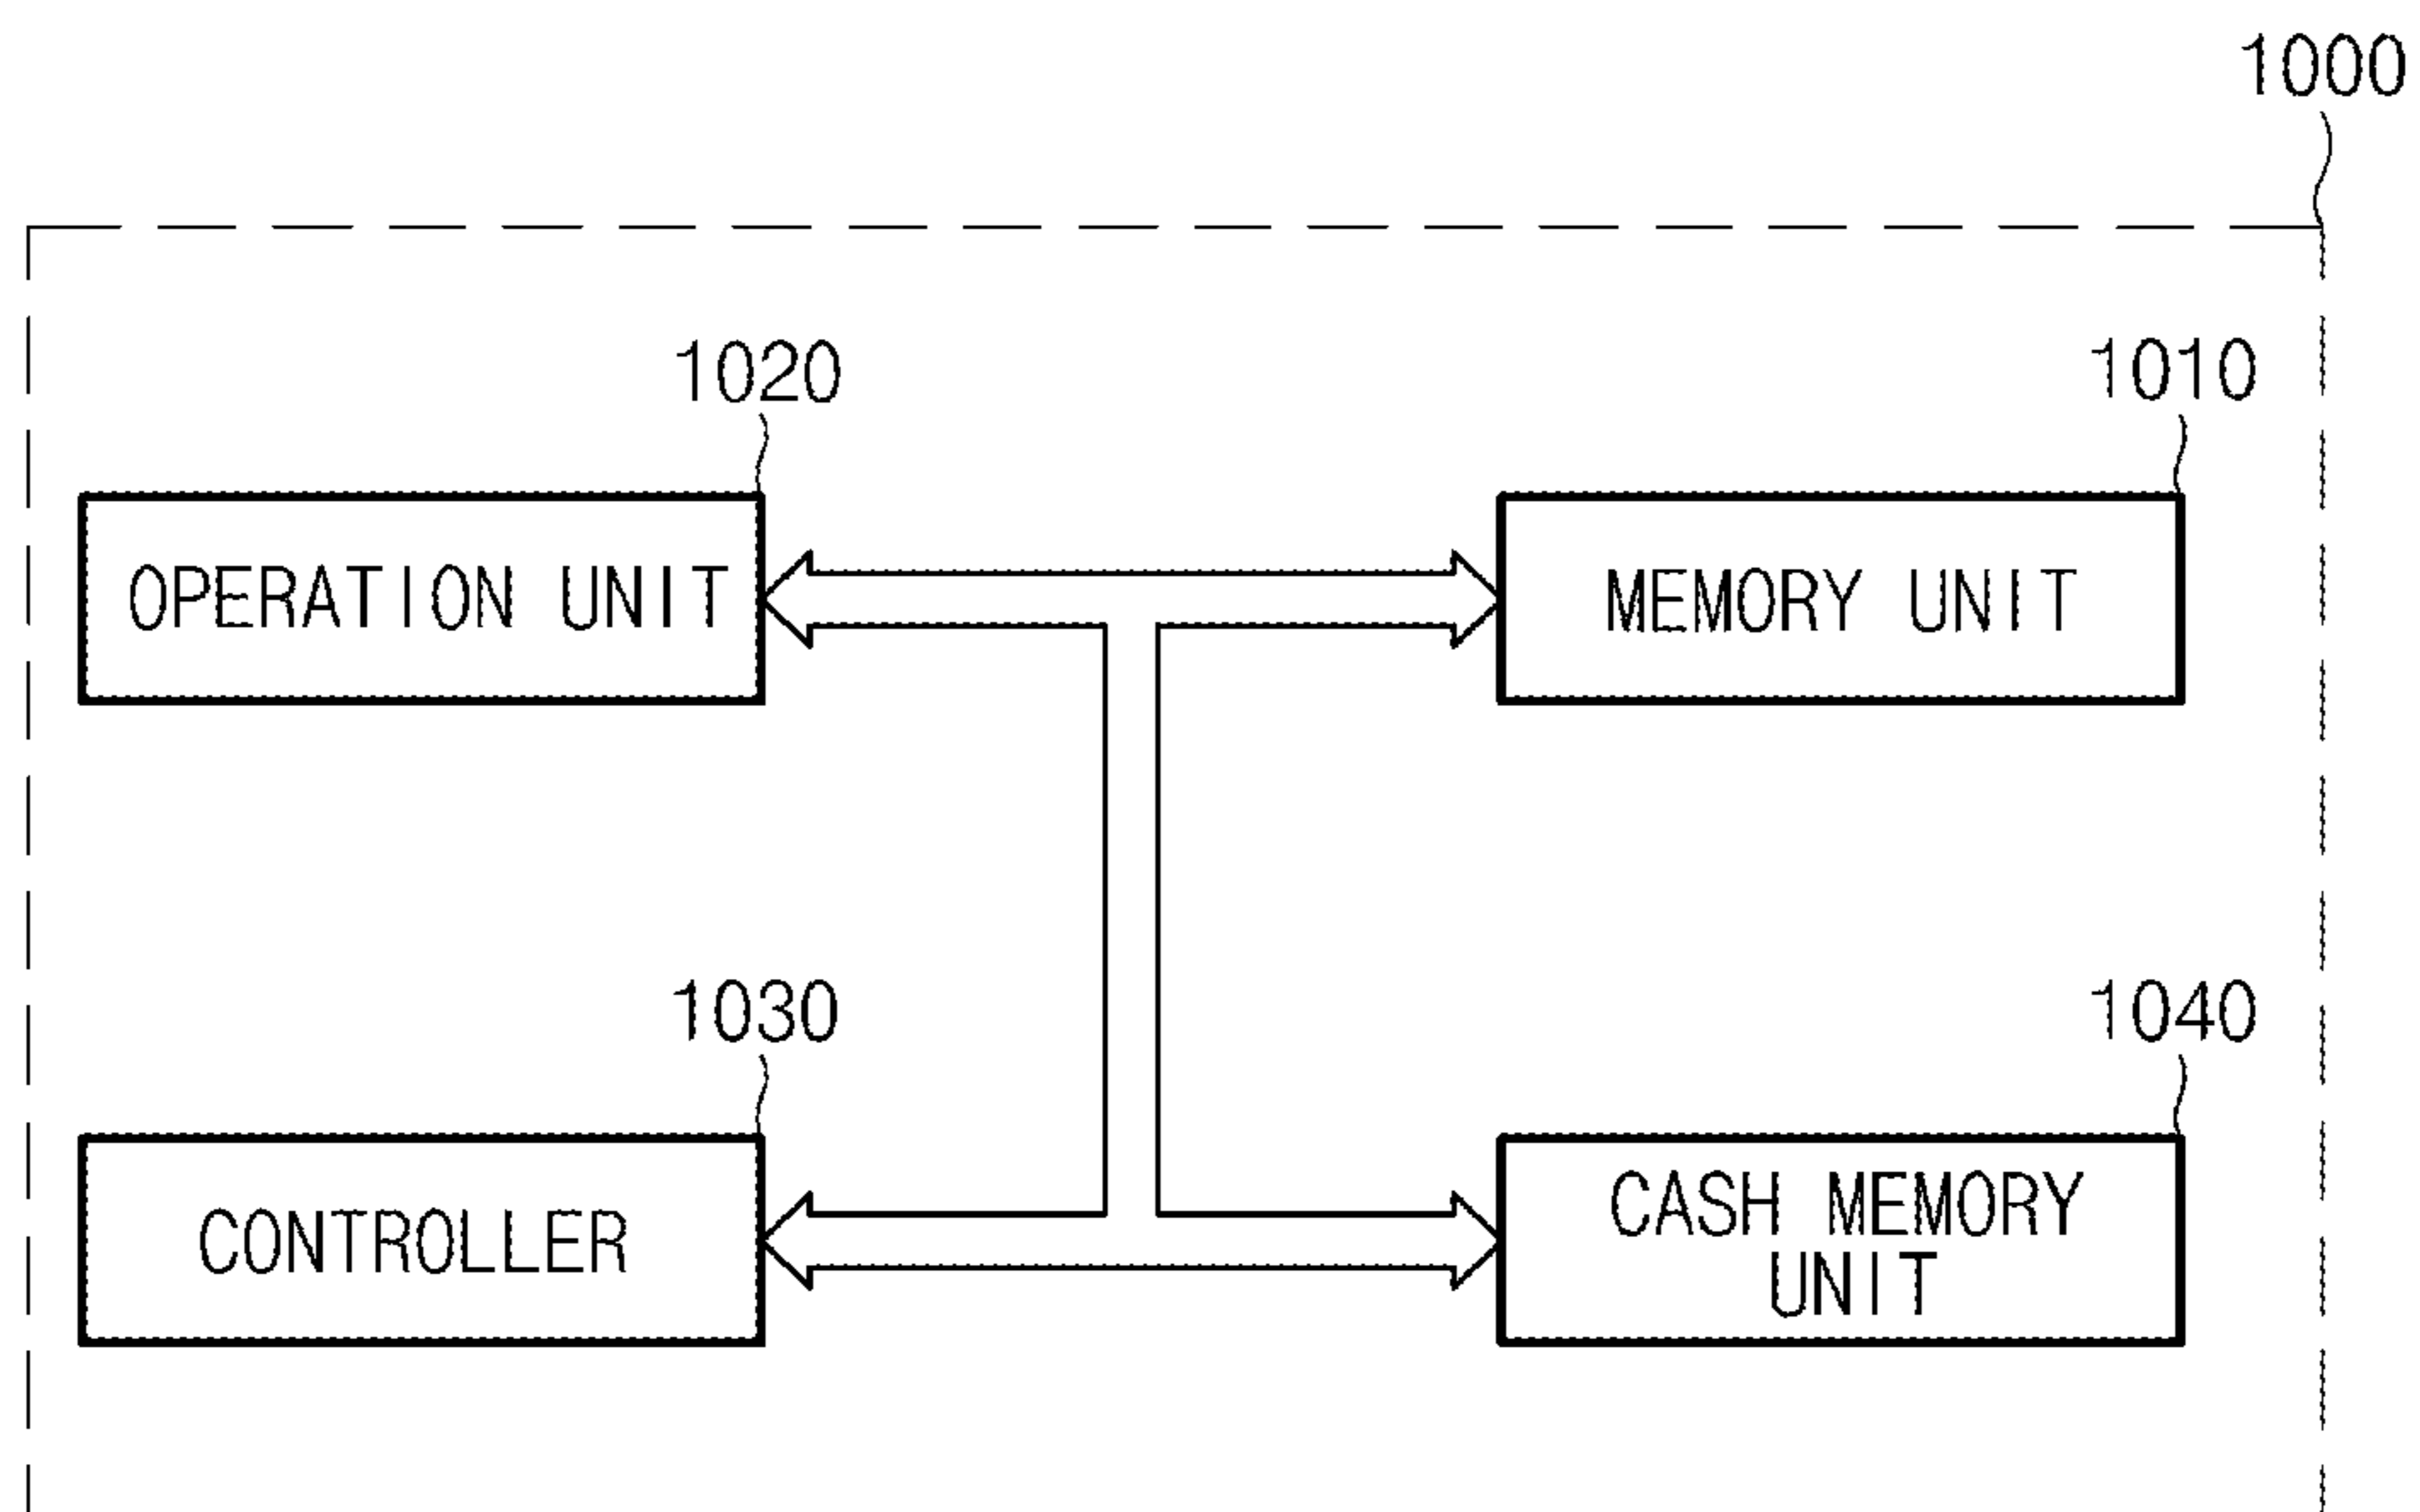 1000
1020
1010
OPERATION UNIT
MEMORY UNIT
1030
1040
CONTROLLER
CASH MEMORY
UNIT